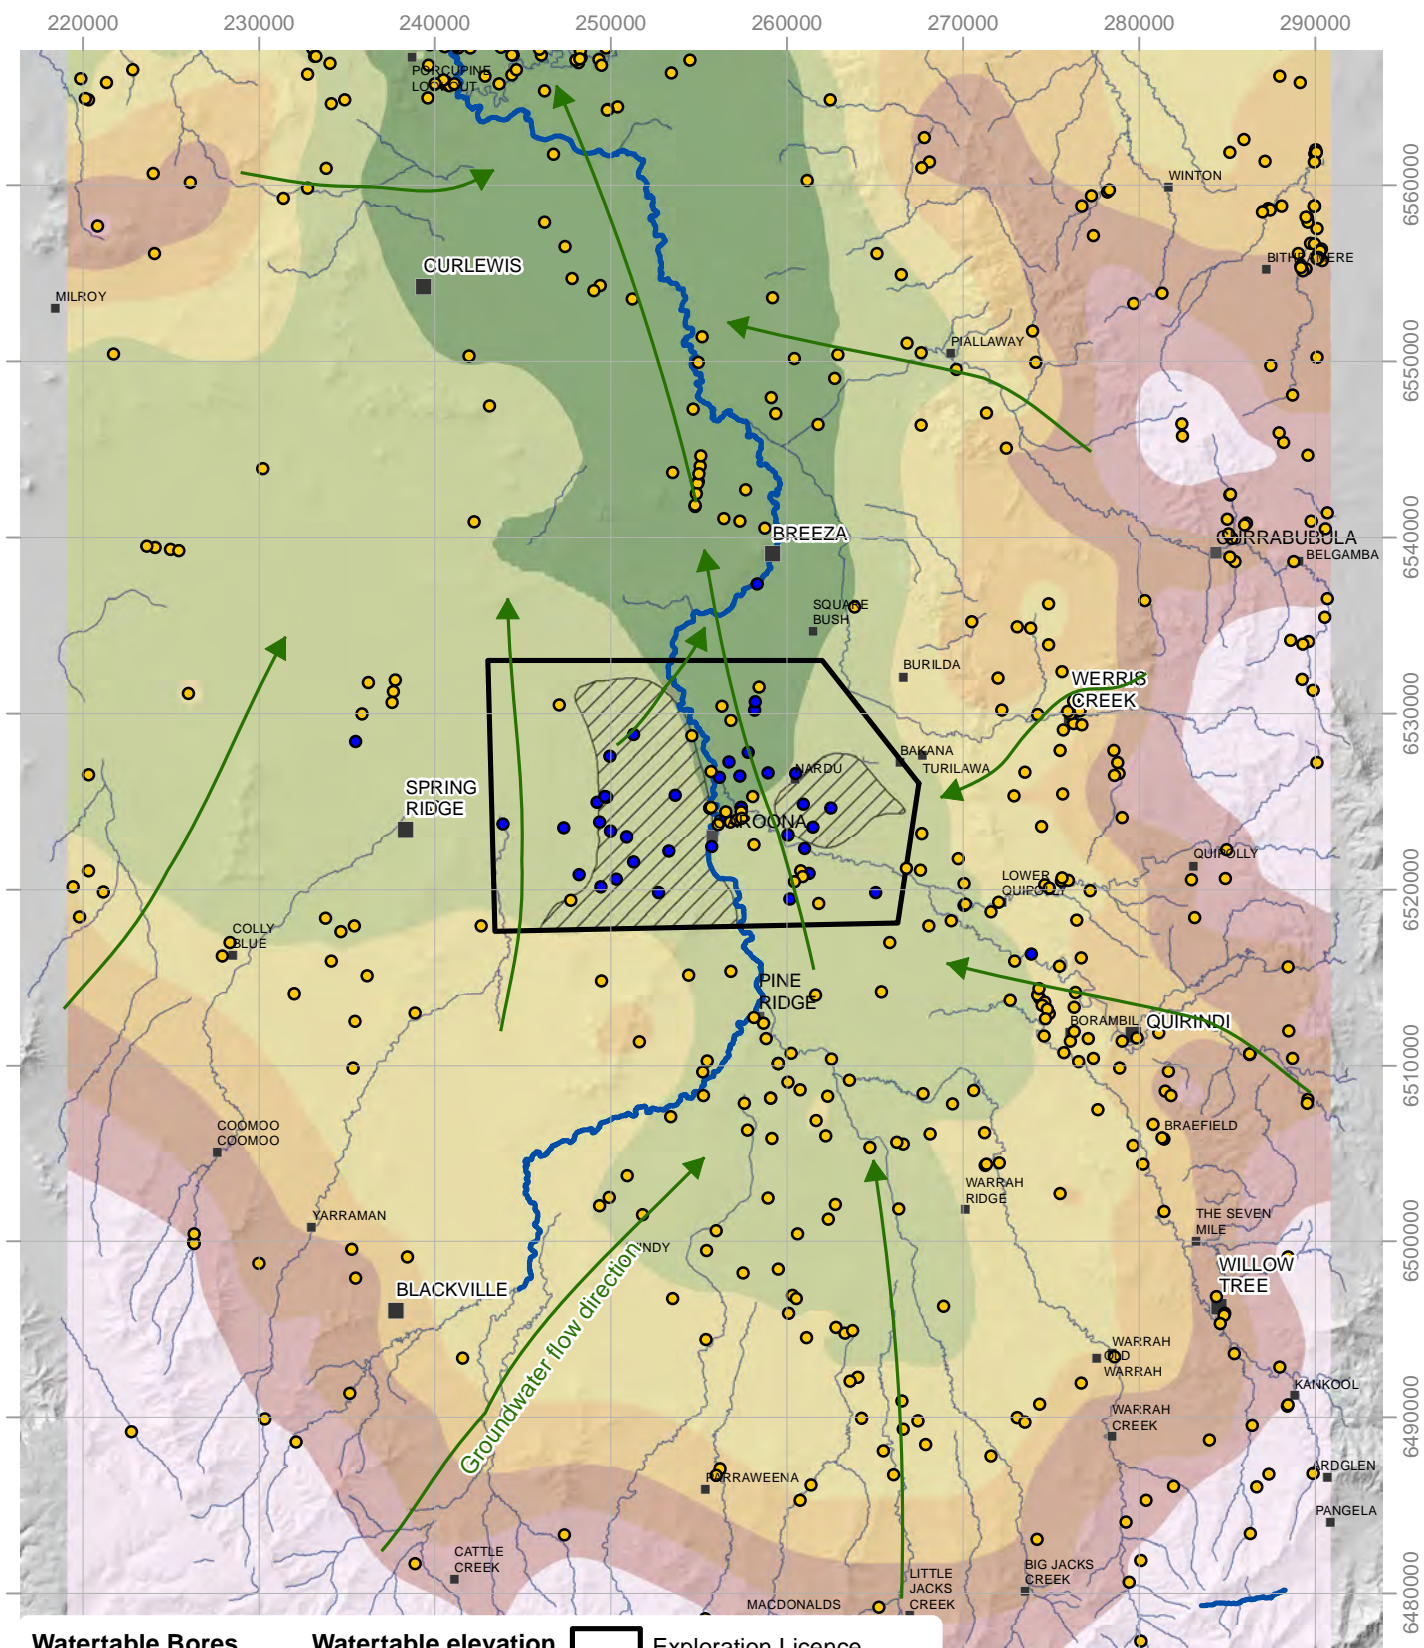 220000 230000 240000 250000 260000 270000 280000 290000
PORCUPINE
LOOKOUT
6560000
WINTON
CURLEWIS
BITHRAMERE
MILROY
PIALLAWAY
6550000
BREEZA
CURRABUBULA
BELGAMBA
6540000
SQUARE
BUSH
BURILDA
WERRIS
CREEK
6530000
BAKANA
TURILAWA
NARDU
SPRING
RIDGE
CAROONA
QUIPOLLY
LOWER
QUIPOLLY
6520000
COLLY
BLUE
PINE
RIDGE
BORAMBIL
QUIRINDI
6510000
COOMOO
COOMOO
BRAEFIELD
WARRAH
RIDGE
YARRAMAN
THE SEVEN
MILE
6500000
WILLOW
TREE
BLACKVILLE
Groundwater flow direction
WARRAH
OLD
WARRAH
KANKOOL
WARRAH
CREEK
6490000
PARRAWEENA
ARDGLEN
PANGELA
CATTLE
CREEK
BIG JACKS
CREEK
LITTLE
JACKS
CREEK
MACDONALDS
6480000
Watertable Bores Watertable elevation Exploration Licence